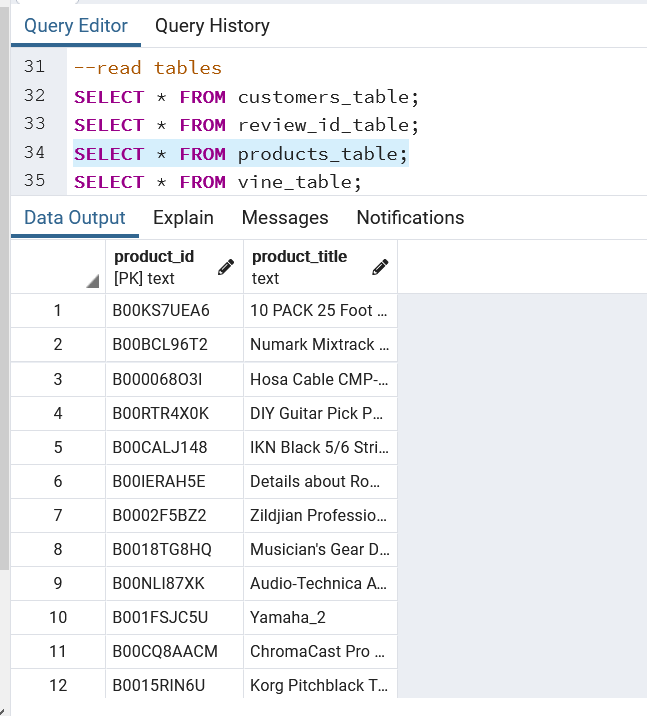 Query Editor Query History
31 --read tables
32 SELECT * FROM customers_table;
33 SELECT * FROM review_id_table;
34 SELECT * FROM products_table;
35 SELECT * FROM vine_table;
Data Output Explain Messages Notifications
product_id product_title
[PK] text text
1 B00KS7UEA6 10 PACK 25 Foot ...
2 B00BCL96T2 Numark Mixtrack ...
3 B000068O3I Hosa Cable CMP-...
4 B00RTR4X0K DIY Guitar Pick P...
5 B00CALJ148 IKN Black 5/6 Stri...
6 B00IERAH5E Details about Ro...
7 B0002F5BZ2 Zildjian Professio...
8 B0018TG8HQ Musician's Gear D...
9 B00NLI87XK Audio-Technica A...
10 B001FSJC5U Yamaha_2
11 B00CQ8AACM ChromaCast Pro ...
12 B0015RIN6U Korg Pitchblack T...